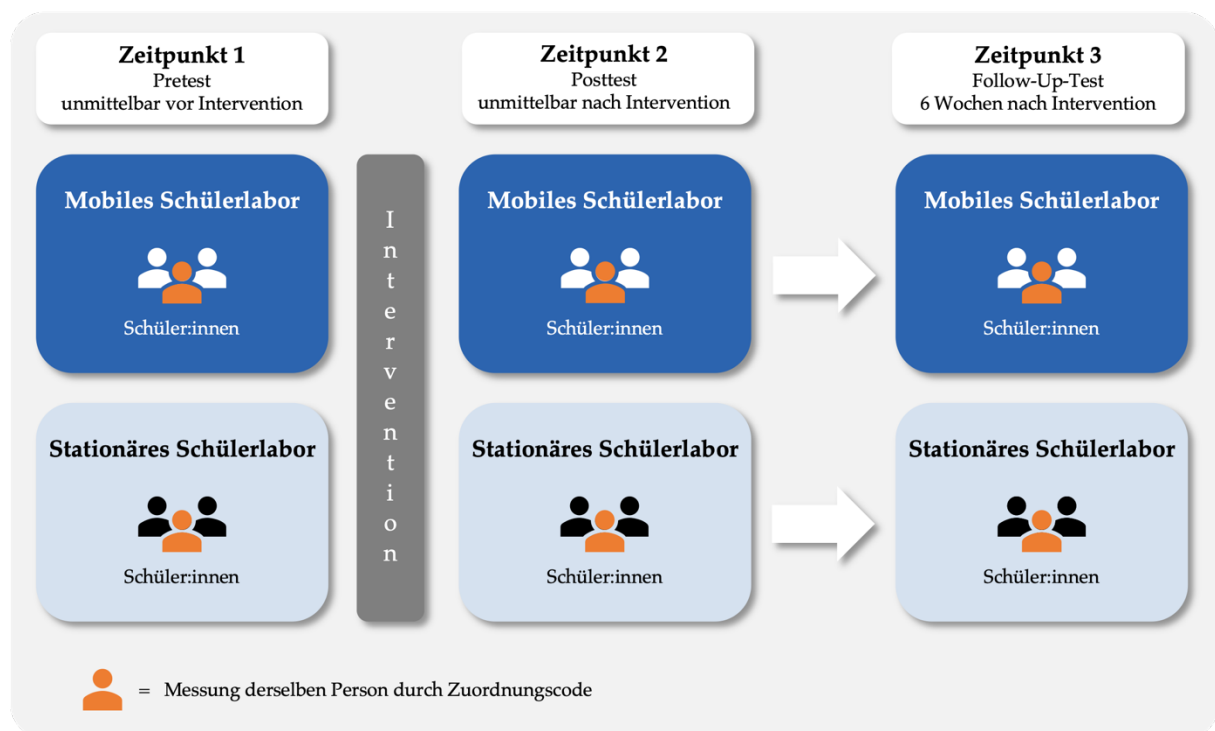 Zeitpunkt 1
Pretest
unmittelbar vor Intervention
Zeitpunkt 2
Posttest
unmittelbar nach Intervention
Zeitpunkt 3
Follow-Up-Test
6 Wochen nach Intervention
Mobiles Schülerlabor
Schüler:innen
Intervention
Mobiles Schülerlabor
Schüler:innen
Mobiles Schülerlabor
Schüler:innen
Stationäres Schülerlabor
Schüler:innen
Stationäres Schülerlabor
Schüler:innen
Stationäres Schülerlabor
Schüler:innen
= Messung derselben Person durch Zuordnungscode